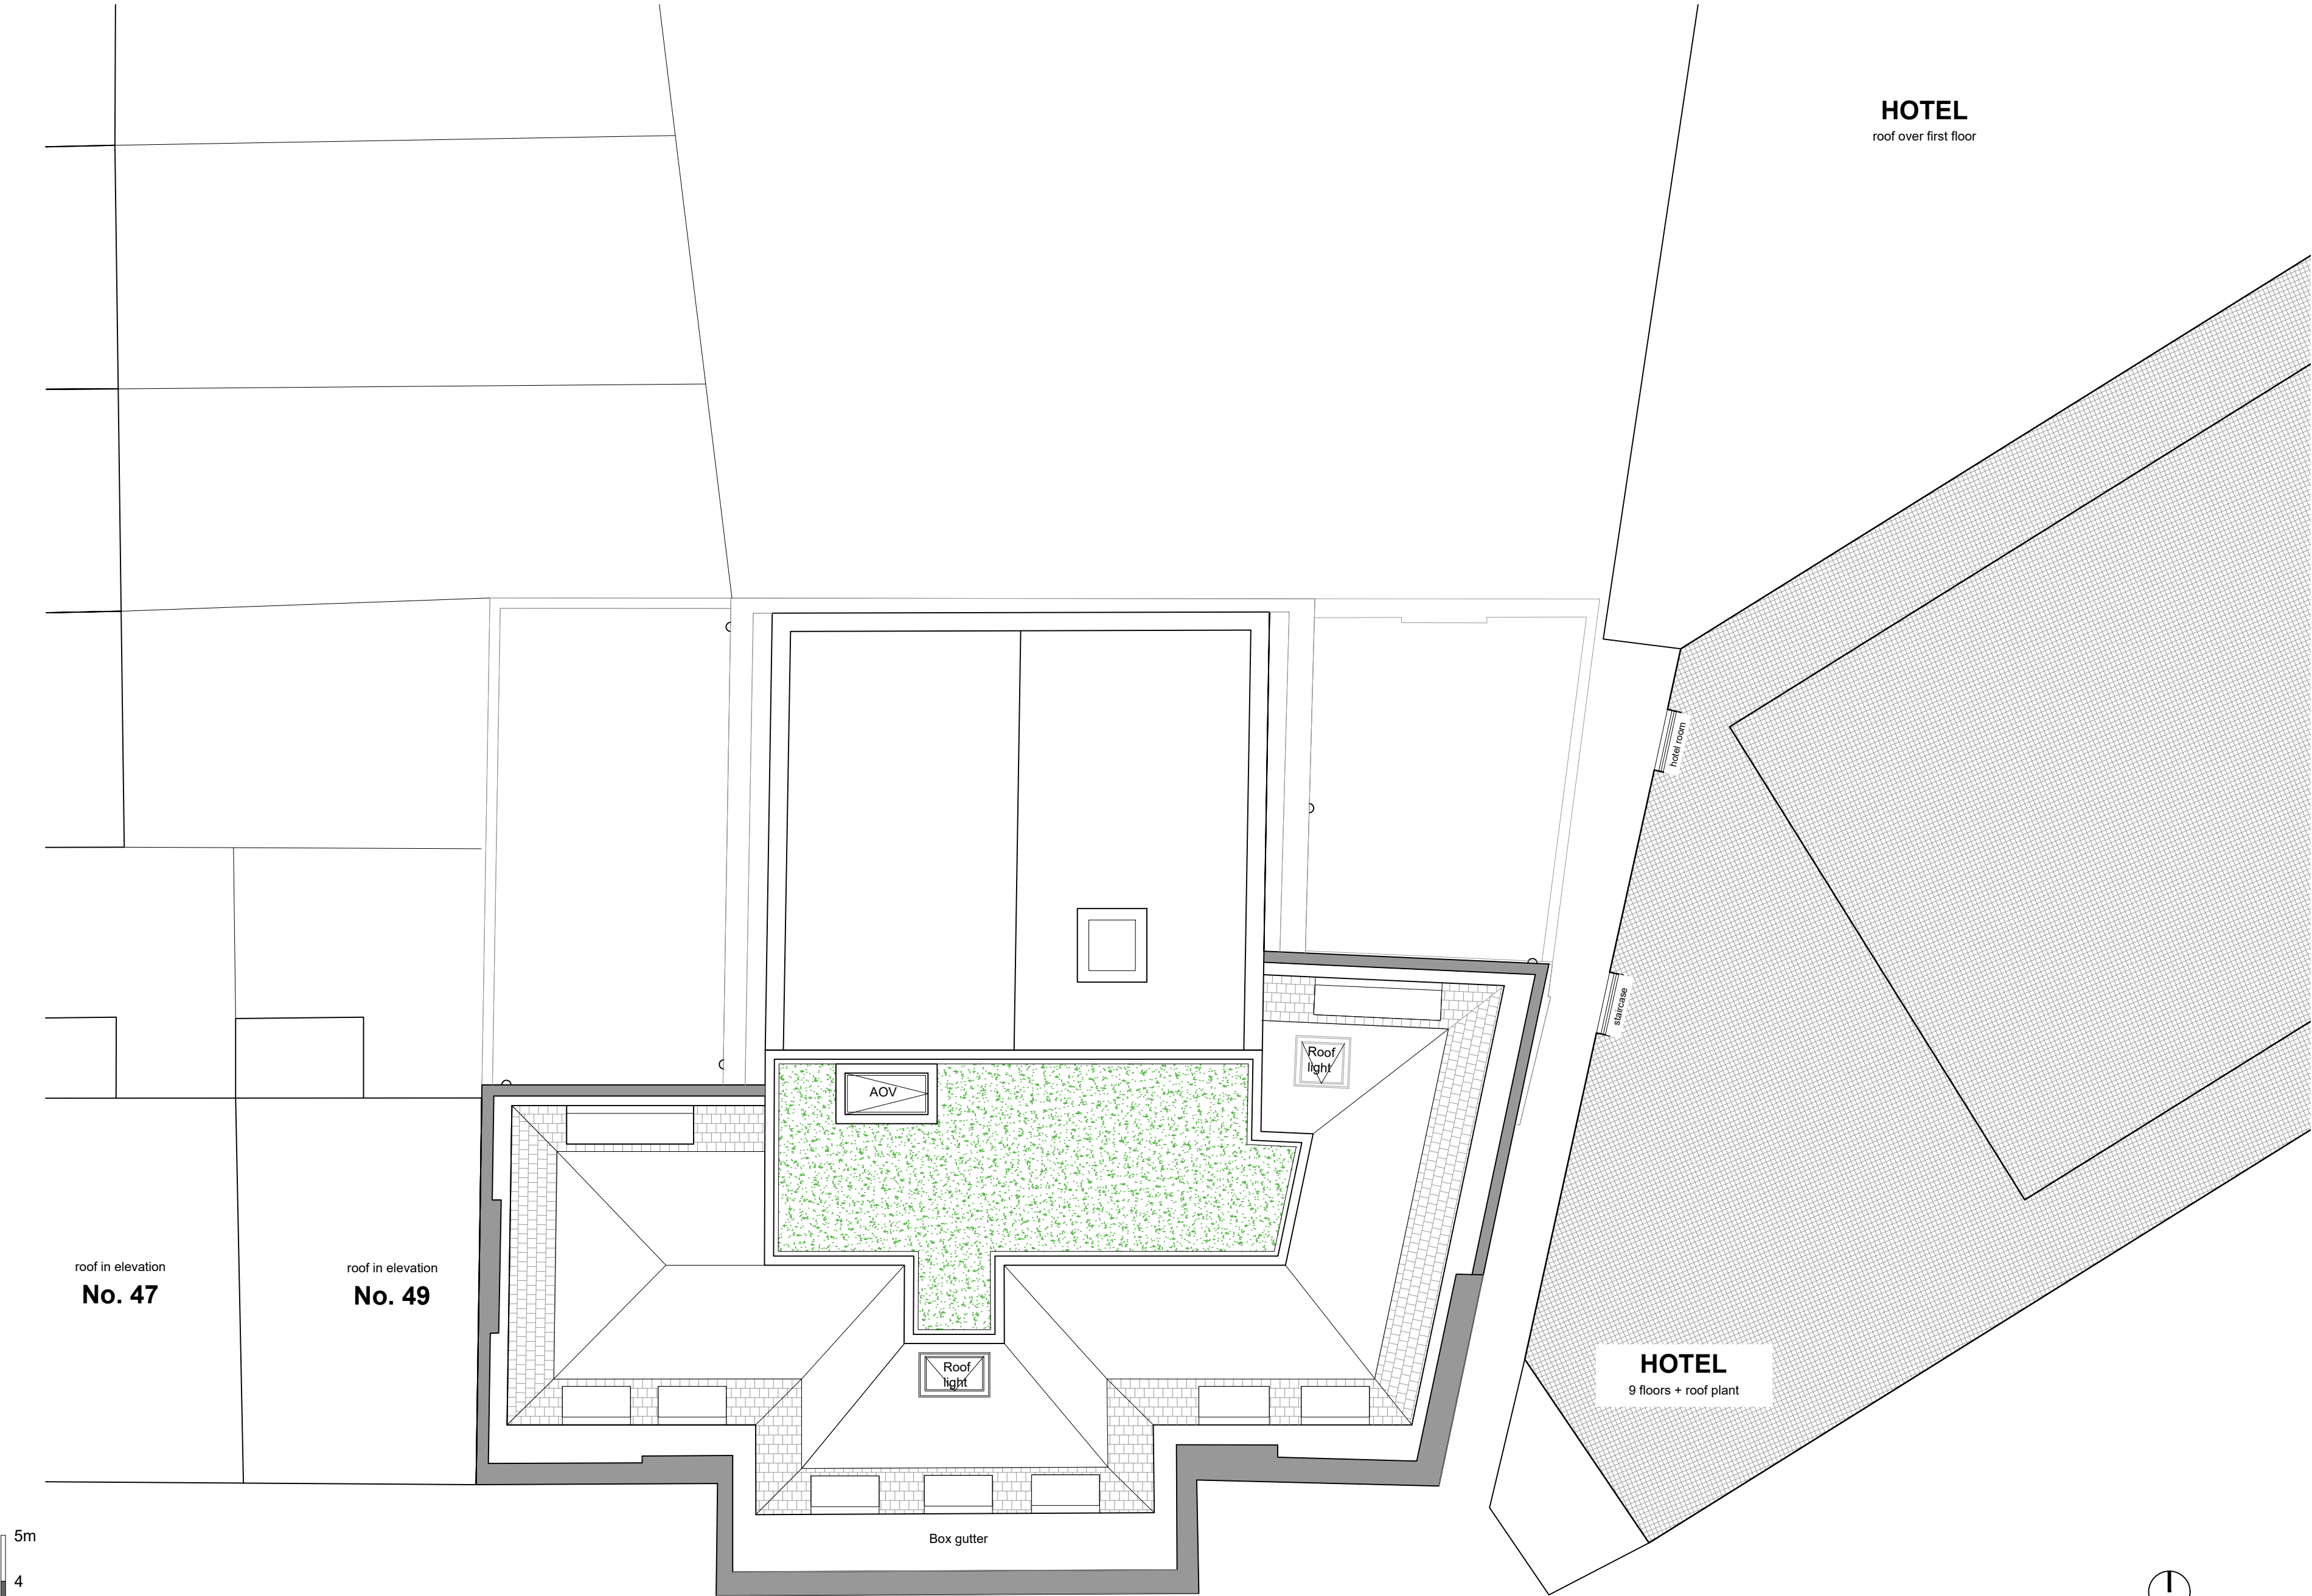 HOTEL
roof over first floor
hotel room
staircase
Roof
light
AOV
roof in elevation
No. 47
roof in elevation
No. 49
Roof
light
HOTEL
9 floors + roof plant
Box gutter
5m
4